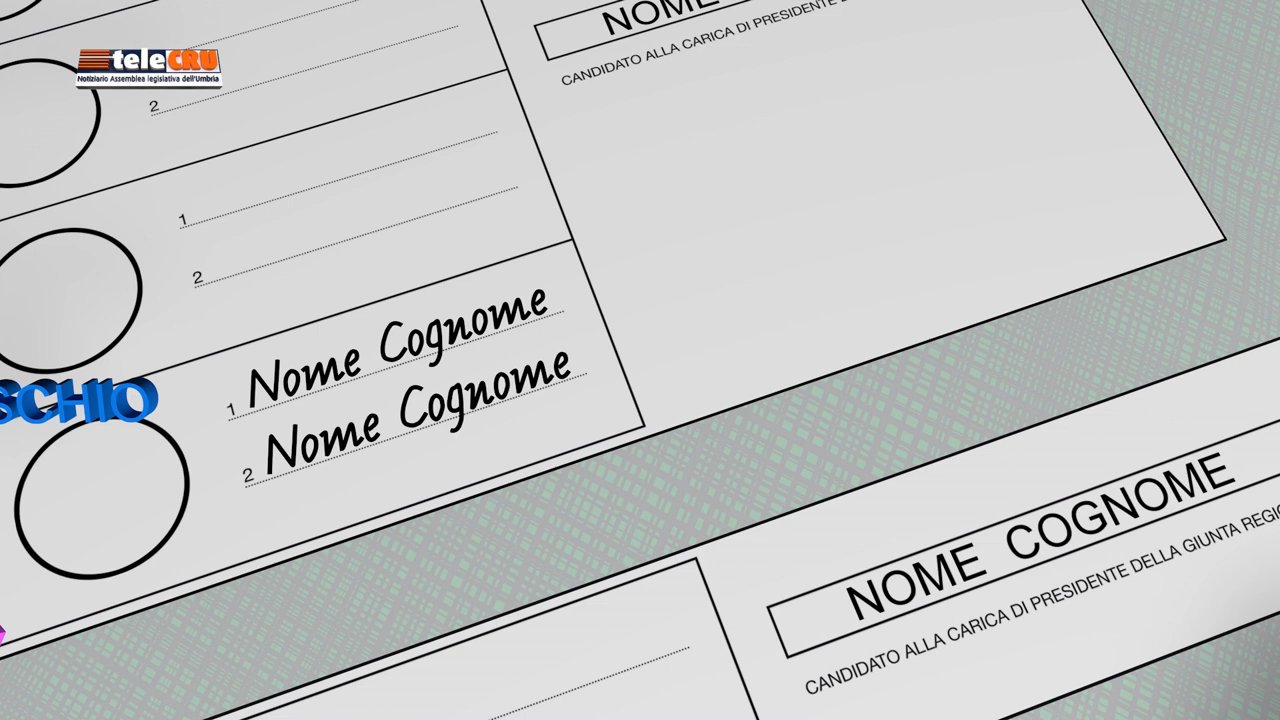 teleCRU
Notiziario Assemblea legislativa dell'Umbria
NOME
CANDIDATO ALLA CARICA DI PRESIDENTE
2
1
2
1 Nome Cognome
2 Nome Cognome
SCHIO
NOME COGNOME
CANDIDATO ALLA CARICA DI PRESIDENTE DELLA GIUNTA REGIO